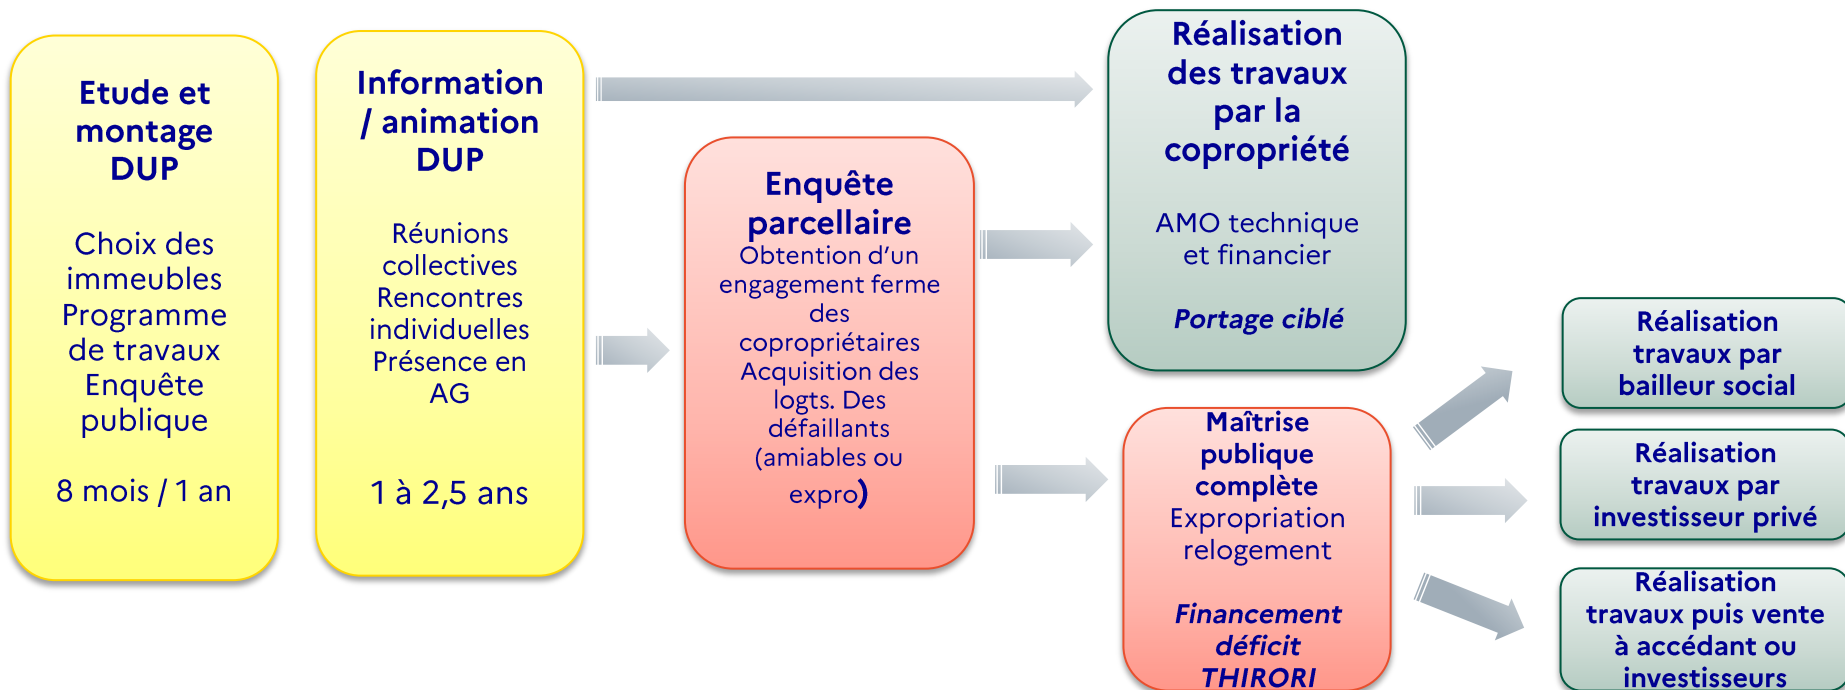 Etude et
montage
DUP
Choix des
immeubles
Programme
de travaux
Enquête
publique
8 mois / 1 an
Information
/ animation
DUP
Réunions
collectives
Rencontres
individuelles
Présence en
AG
1 à 2,5 ans
Enquête
parcellaire
Obtention d’un
engagement ferme
des
copropriétaires
Acquisition des
logts. Des
défaillants
(amiables ou
expro)
Réalisation
des travaux
par la
copropriété
AMO technique
et financier
Portage ciblé
Maîtrise
publique
complète
Expropriation
relogement
Financement
déficit
THIRORI
Réalisation
travaux par
bailleur social
Réalisation
travaux par
investisseur privé
Réalisation
travaux puis vente
à accédant ou
investisseurs